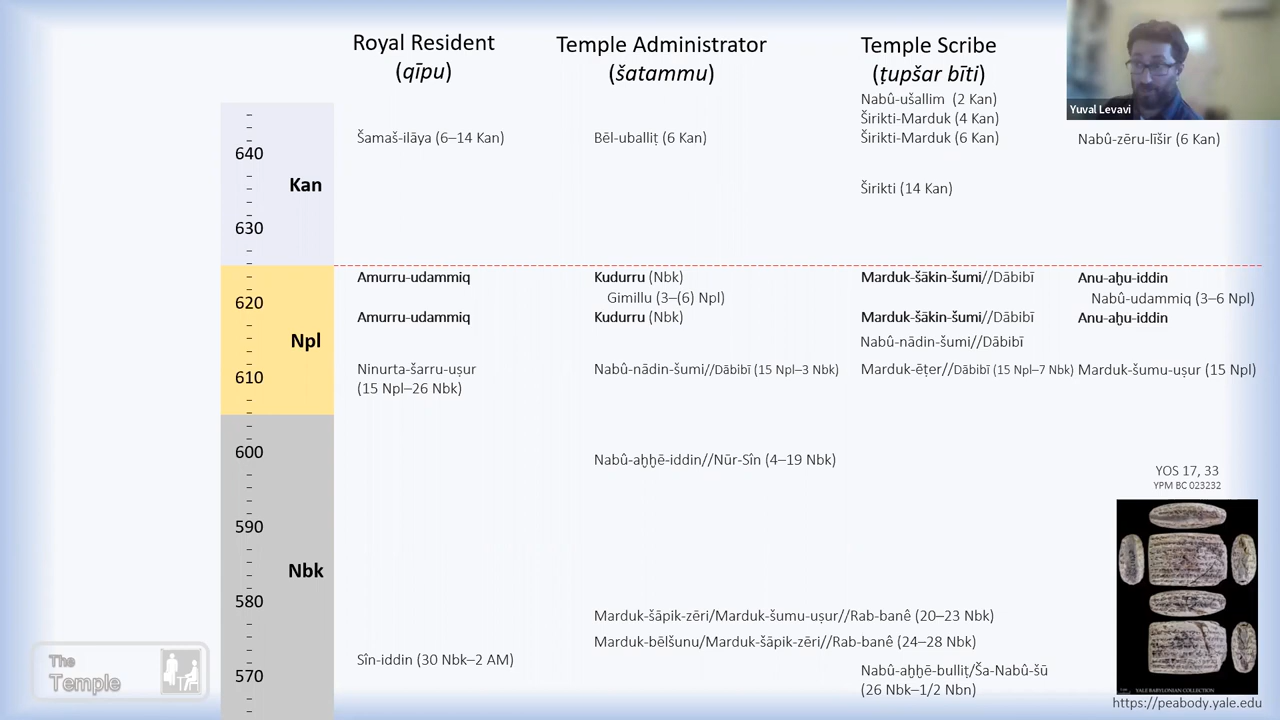 Royal Resident
(qīpu)
Temple Administrator
(šatammu)
Temple Scribe
(ṭupšar bīti)
Yuval Levavi
Nabû-ušallim (2 Kan)
Širikti-Marduk (4 Kan)
Šamaš-ilāya (6–14 Kan)
Bēl-uballiṭ (6 Kan)
Širikti-Marduk (6 Kan)
Nabû-zēru-līšir (6 Kan)
640
Kan
Širikti (14 Kan)
630
Amurru-udammiq
Kudurru (Nbk)
Marduk-šākin-šumi//Dābibī
Anu-aḫu-iddin
620
Gimillu (3–(6) Npl)
Nabû-udammiq (3–6 Npl)
Amurru-udammiq
Kudurru (Nbk)
Marduk-šākin-šumi//Dābibī
Anu-aḫu-iddin
Npl
Nabû-nādin-šumi//Dābibī
610
Ninurta-šarru-uṣur
(15 Npl–26 Nbk)
Nabû-nādin-šumi//Dābibī (15 Npl–3 Nbk)
Marduk-ēṭer//Dābibī (15 Npl–7 Nbk)
Marduk-šumu-uṣur (15 Npl)
600
Nabû-aḫḫē-iddin//Nūr-Sîn (4–19 Nbk)
YOS 17, 33
YPM BC 023232
590
Nbk
580
Marduk-šāpik-zēri/Marduk-šumu-uṣur//Rab-banê (20–23 Nbk)
Marduk-bēlšunu/Marduk-šāpik-zēri//Rab-banê (24–28 Nbk)
Sîn-iddin (30 Nbk–2 AM)
570
Nabû-aḫḫē-bulliṭ/Ša-Nabû-šū
(26 Nbk–1/2 Nbn)
The
Temple
YALE BABYLONIAN COLLECTION
https://peabody.yale.edu